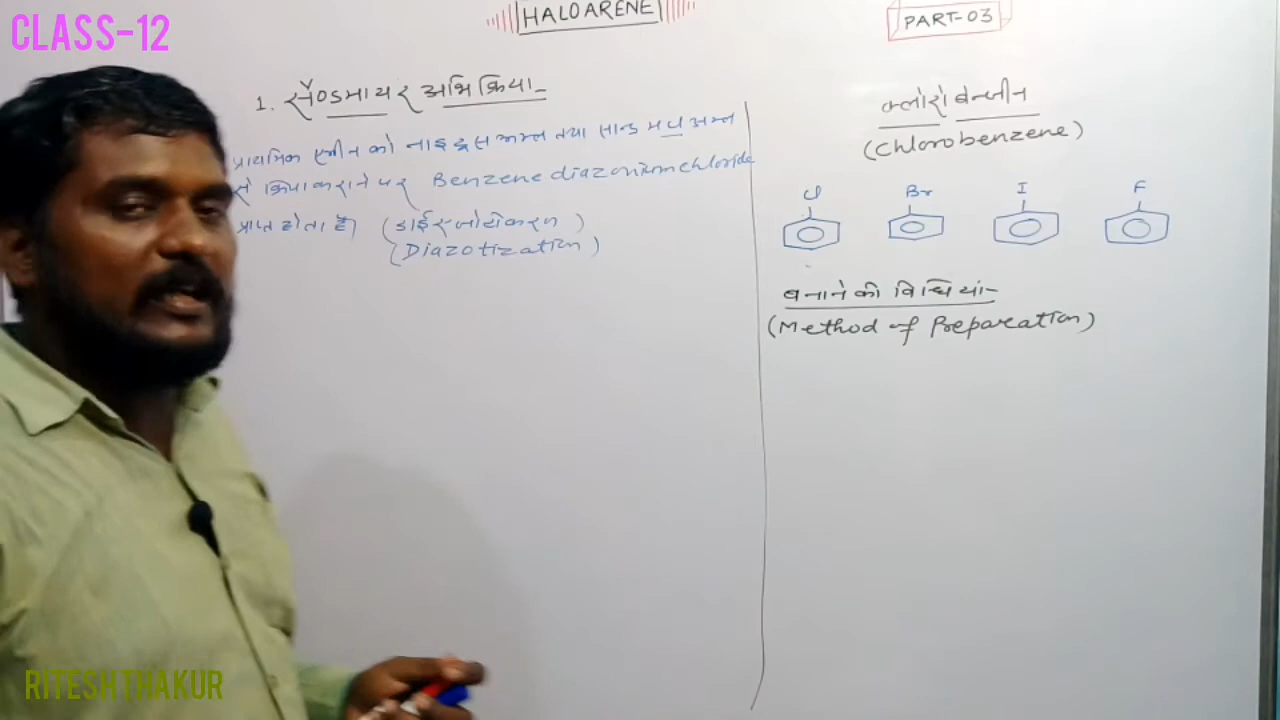 CLASS-12
HALOARENE
PART-03
1. सैण्डमायर अभिक्रिया-
प्राथमिक एमीन को नाइट्रस अम्ल तथा सान्द्र HCl अम्ल
से क्रिया कराने पर Benzene diazonium chloride
प्राप्त होता है। (डाईएजोटीकरण)
(Diazotization)
क्लोरो बेन्जीन
(Chlorobenzene)
Cl Br I F
बनाने की विधियां-
(Method of Preparation)
RITESH THAKUR